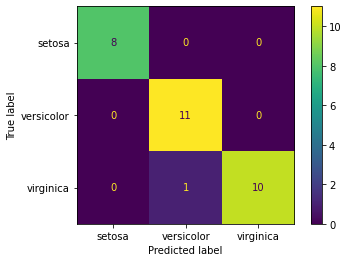 setosa 8 0 0
versicolor 0 11 0
virginica 0 1 10
setosa versicolor virginica
Predicted label
True label
10
8
6
4
2
0